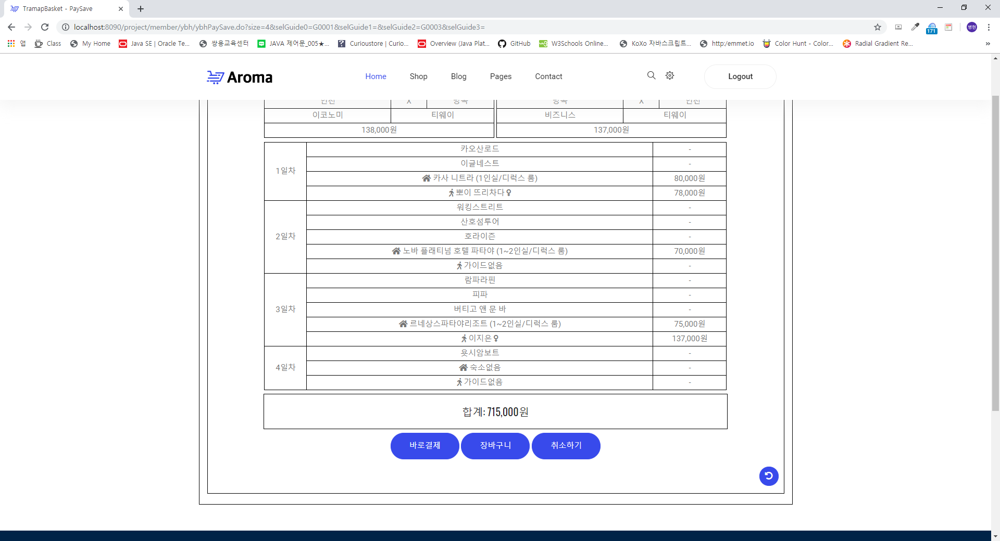 TramapBasket - PaySave
localhost:8090/project/member/ybh/ybhPaySave.do?size=4&selGuide0=G0001&selGuide1=&selGuide2=G0003&selGuide3=
171
병현
앱 Class My Home Java SE | Oracle Te... 쌍용교육센터 JAVA 제어문_005★... Curioustore | Curio... Overview (Java Plat... GitHub W3Schools Online... KoXo 자바스크립트... http:/emmet.io Color Hunt - Color... Radial Gradient Re... »
Aroma Home Shop Blog Pages Contact Logout
인천 X 방콕 방콕 X 인천
이코노미 티웨이 비즈니스 티웨이
138,000원 137,000원
1일차
카오산로드 -
이글네스트 -
카사 니트라 (1인실/디럭스 룸) 80,000원
뽀이 뜨리차다 78,000원
2일차
워킹스트리트 -
산호섬투어 -
호라이즌 -
노바 플래티넘 호텔 파타야 (1~2인실/디럭스 룸) 70,000원
가이드없음 -
3일차
람파라핀 -
피파 -
버티고 앤 문 바 -
르네상스파타야리조트 (1~2인실/디럭스 룸) 75,000원
이지은 137,000원
4일차
욧시암보트 -
숙소없음 -
가이드없음 -
합계: 715,000원
바로결제 장바구니 취소하기